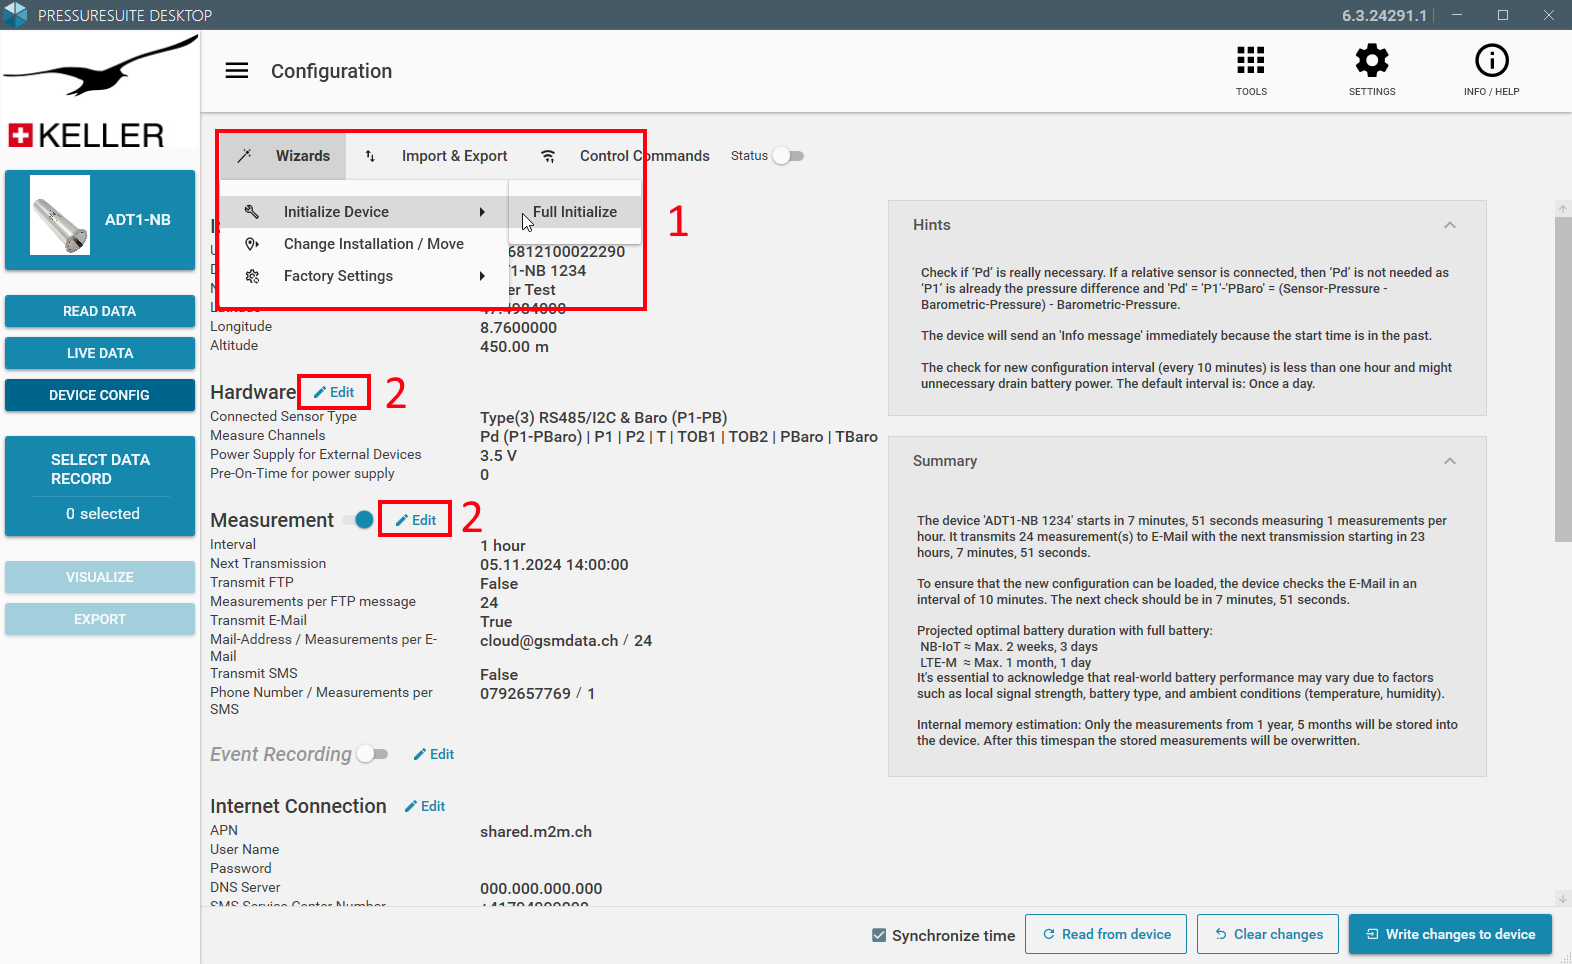 PRESSURESUITE DESKTOP
6.3.24291.1
KELLER
Configuration
TOOLS
SETTINGS
INFO / HELP
ADT1-NB
READ DATA
LIVE DATA
DEVICE CONFIG
SELECT DATA
RECORD
0 selected
VISUALIZE
EXPORT
Wizards
Import & Export
Control Commands
Status
Initialize Device
Full Initialize
1
Change Installation / Move
Factory Settings
6812100022290
1-NB 1234
er Test
Longitude
8.7600000
Altitude
450.00 m
Hardware
Edit
2
Connected Sensor Type
Type(3) RS485/I2C & Baro (P1-PB)
Measure Channels
Pd (P1-PBaro) | P1 | P2 | T | TOB1 | TOB2 | PBaro | TBaro
Power Supply for External Devices
3.5 V
Pre-On-Time for power supply
0
Measurement
Edit
2
Interval
1 hour
Next Transmission
05.11.2024 14:00:00
Transmit FTP
False
Measurements per FTP message
24
Transmit E-Mail
True
Mail-Address / Measurements per E-
Mail
cloud@gsmdata.ch / 24
Transmit SMS
False
Phone Number / Measurements per
SMS
0792657769 / 1
Event Recording
Edit
Internet Connection
Edit
APN
shared.m2m.ch
User Name
Password
DNS Server
000.000.000.000
SMS Service Center Number
Hints
Check if 'Pd' is really necessary. If a relative sensor is connected, then 'Pd' is not needed as
'P1' is already the pressure difference and 'Pd' = 'P1'-'PBaro' = (Sensor-Pressure -
Barometric-Pressure) - Barometric-Pressure.
The device will send an 'Info message' immediately because the start time is in the past.
The check for new configuration interval (every 10 minutes) is less than one hour and might
unnecessary drain battery power. The default interval is: Once a day.
Summary
The device 'ADT1-NB 1234' starts in 7 minutes, 51 seconds measuring 1 measurements per
hour. It transmits 24 measurement(s) to E-Mail with the next transmission starting in 23
hours, 7 minutes, 51 seconds.
To ensure that the new configuration can be loaded, the device checks the E-Mail in an
interval of 10 minutes. The next check should be in 7 minutes, 51 seconds.
Projected optimal battery duration with full battery:
NB-IoT ≈ Max. 2 weeks, 3 days
LTE-M ≈ Max. 1 month, 1 day
It's essential to acknowledge that real-world battery performance may vary due to factors
such as local signal strength, battery type, and ambient conditions (temperature, humidity).
Internal memory estimation: Only the measurements from 1 year, 5 months will be stored into
the device. After this timespan the stored measurements will be overwritten.
Synchronize time
Read from device
Clear changes
Write changes to device